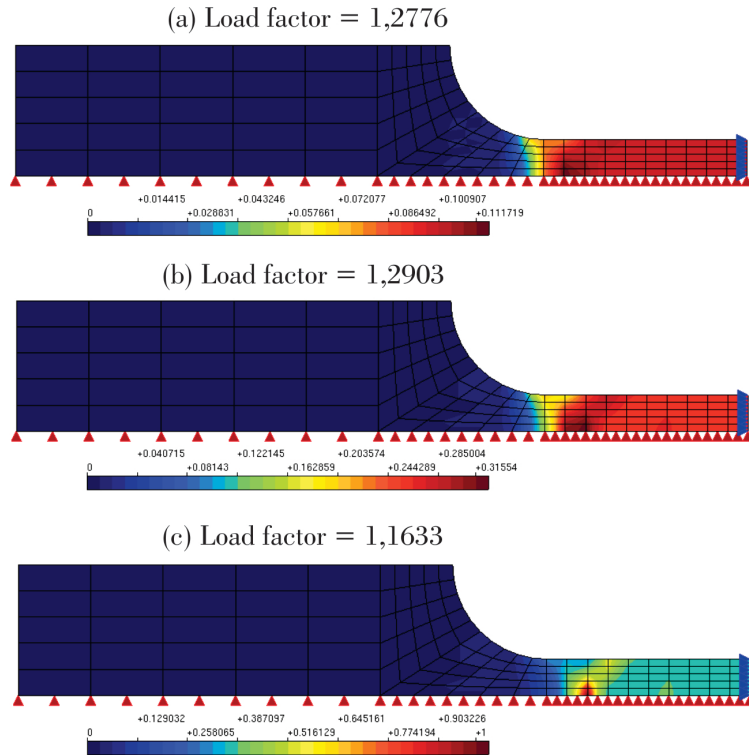 (a) Load factor = 1,2776
+0.014415 +0.043246 +0.072077 +0.100907
0 +0.028831 +0.057661 +0.086492 +0.111719
(b) Load factor = 1,2903
+0.040715 +0.122145 +0.203574 +0.285004
0 +0.08143 +0.162859 +0.244289 +0.31554
(c) Load factor = 1,1633
+0.129032 +0.387097 +0.645161 +0.903226
0 +0.258065 +0.516129 +0.774194 +1